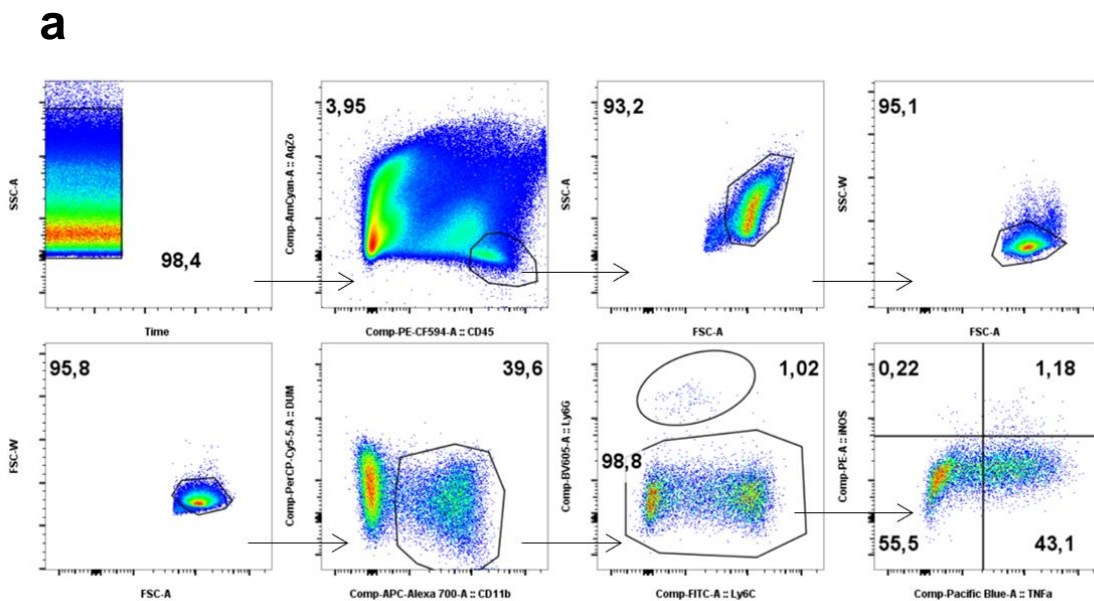 a
SSC-A
98,4
Time
3,95
Comp-AmCyan-A :: AqZo
Comp-PE-CF594-A :: CD45
93,2
SSC-A
FSC-A
95,1
SSC-W
FSC-A
95,8
FSC-W
FSC-A
39,6
Comp-PerCP-Cy5-5-A :: DUM
Comp-APC-Alexa 700-A :: CD11b
1,02
98,8
Comp-BV605-A :: Ly6G
Comp-FITC-A :: Ly6C
0,22
1,18
55,5
43,1
Comp-PE-A :: iNOS
Comp-Pacific Blue-A :: TNFa